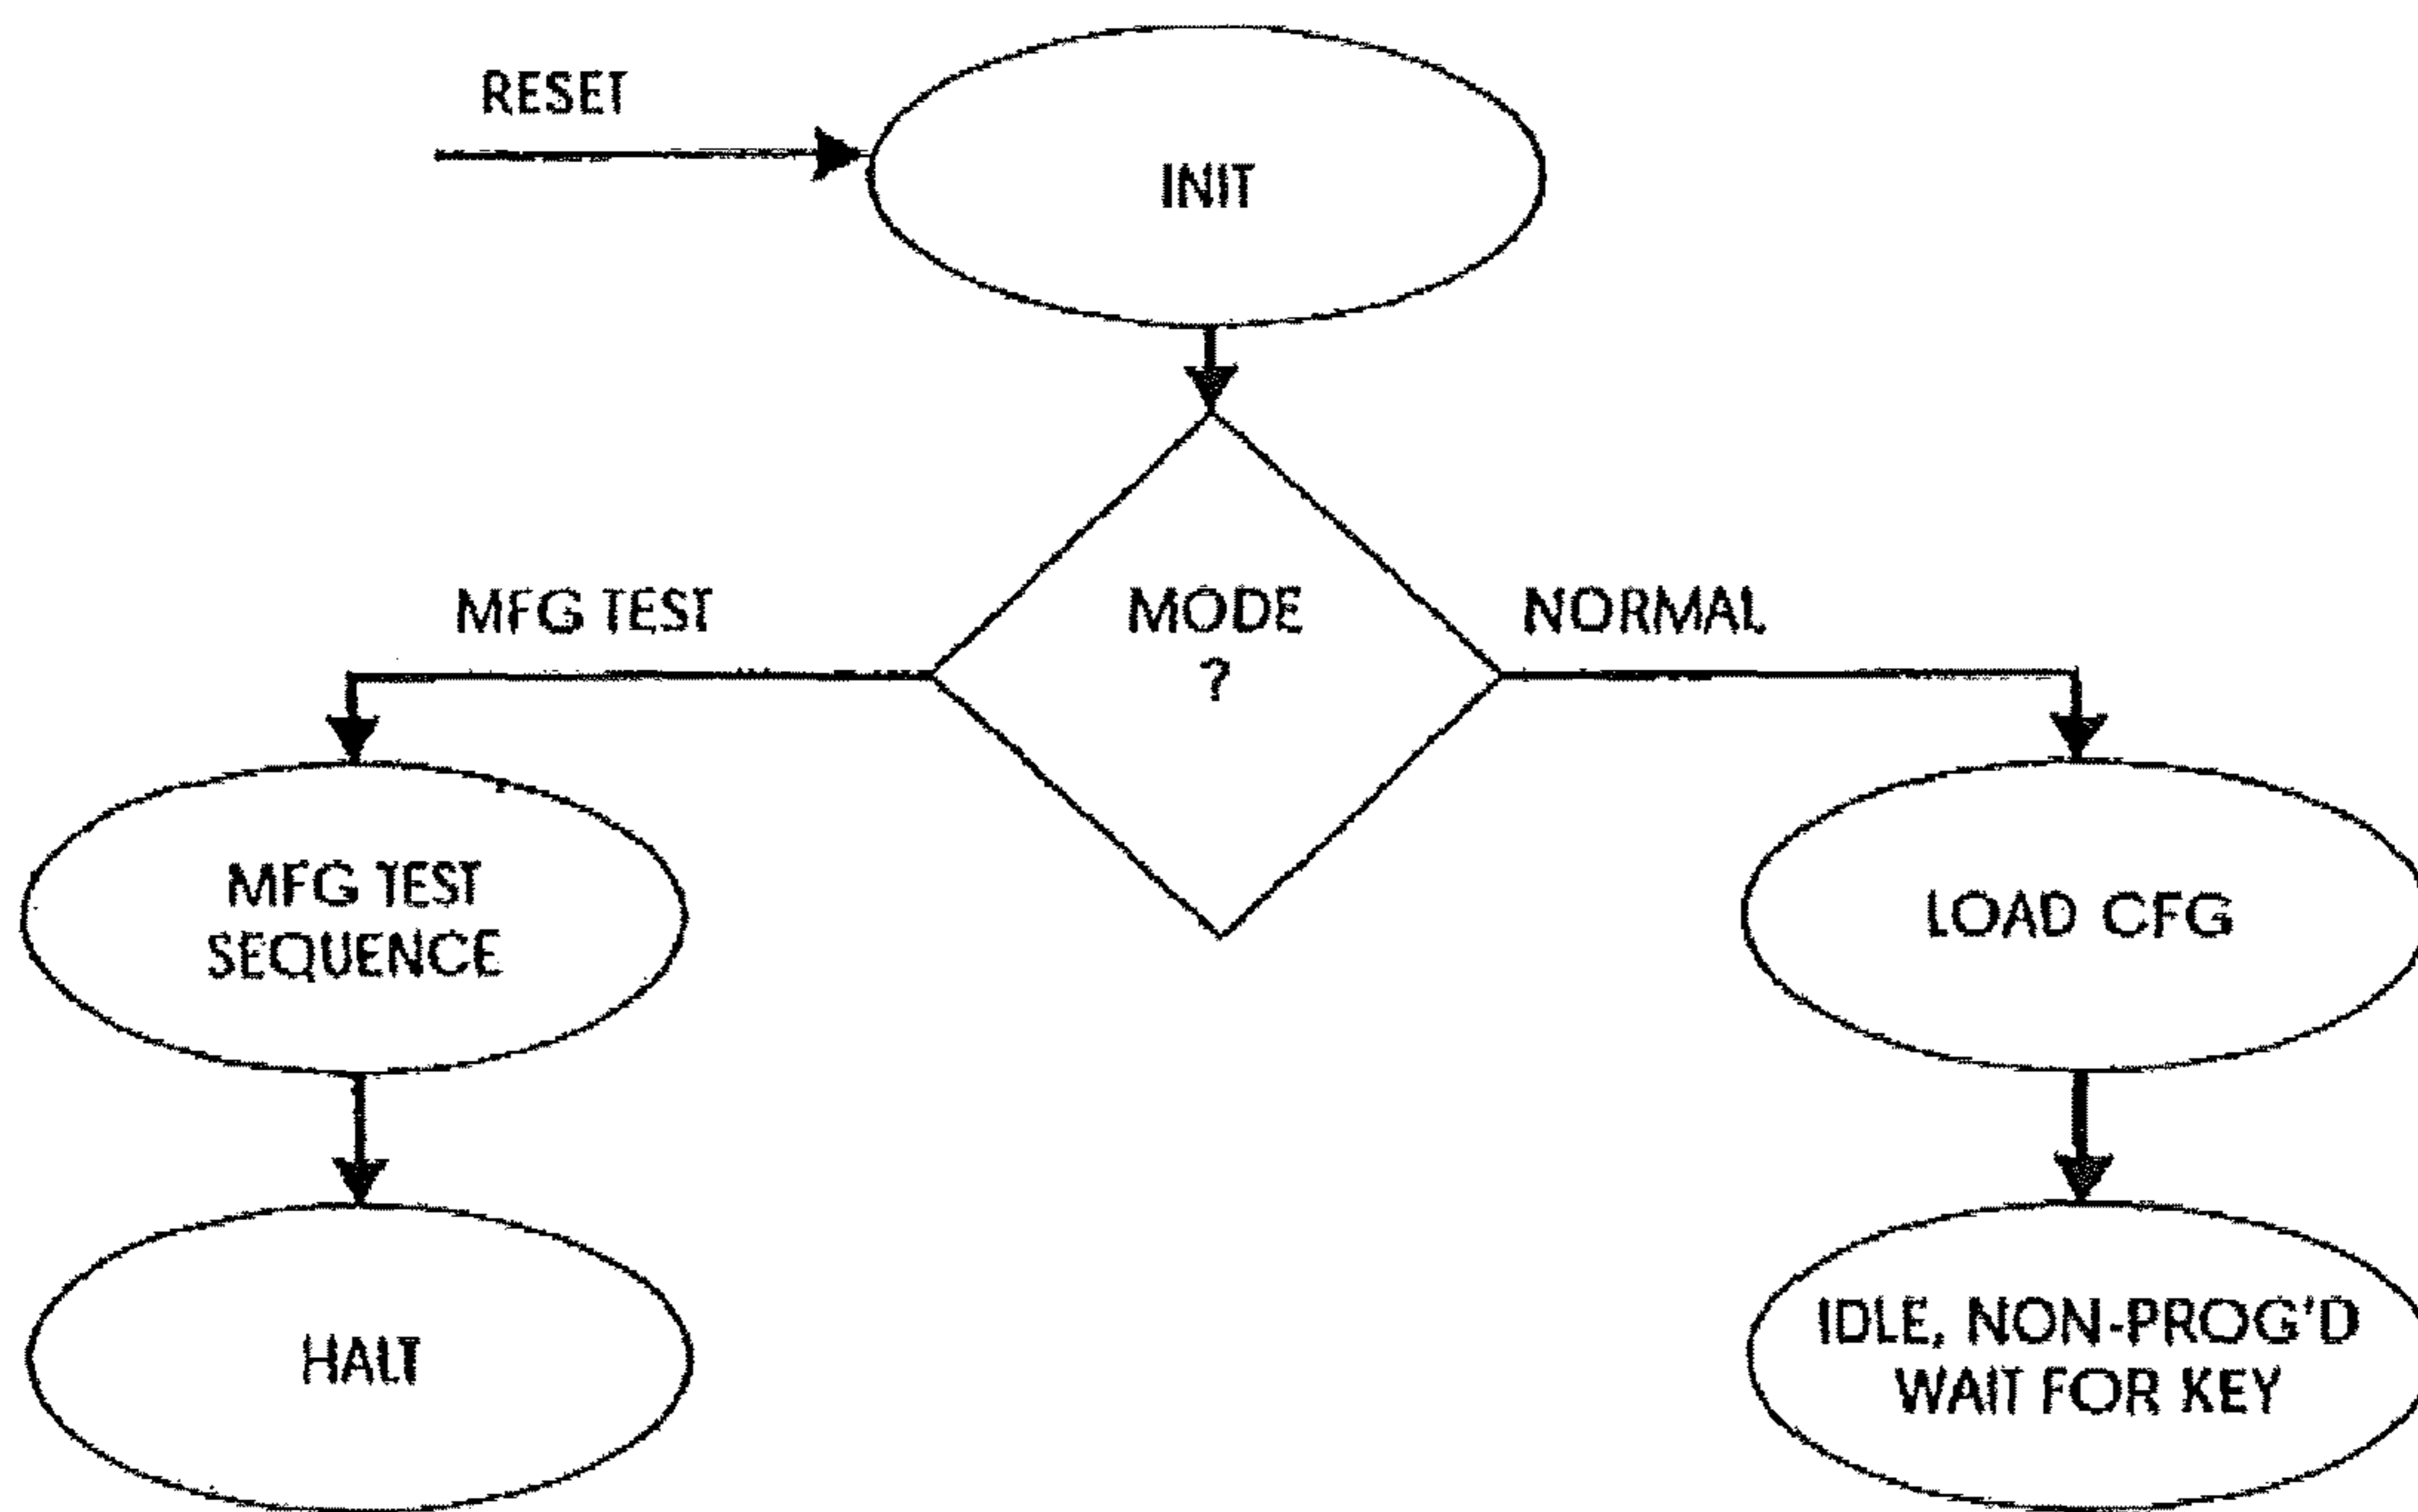 RESET
INIT
MODE
?
MFG TEST
NORMAL
MFG TEST
SEQUENCE
LOAD CFG
HALT
IDLE, NON-PROG'D
WAIT FOR KEY